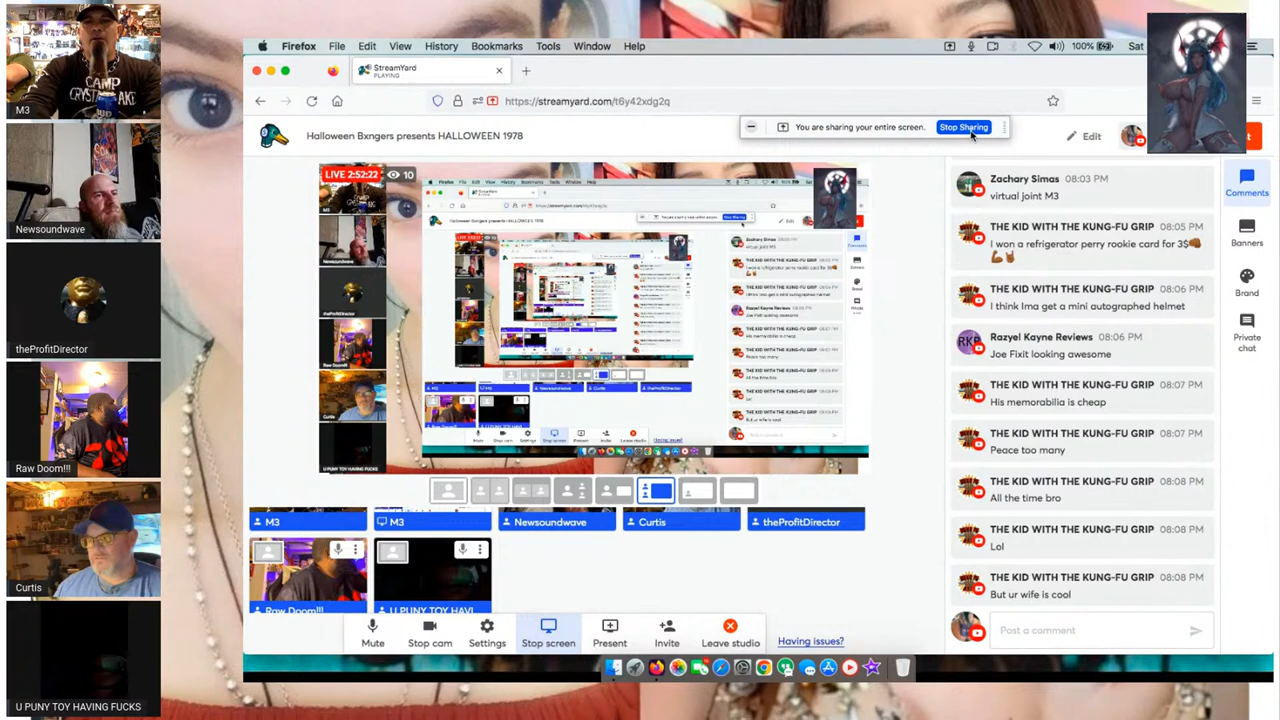 CAMP
CRYSTAL LAKE
M3
Newsoundwave
theProfitDirector
Raw Doom!!!
Curtis
U PUNY TOY HAVING FUCKS
Firefox File Edit View History Bookmarks Tools Window Help
100%
Sat
StreamYard
PLAYING
https://streamyard.com/t6y42xdg2q
Halloween Bxngers presents HALLOWEEN 1978
You are sharing your entire screen.
Stop Sharing
Edit
LIVE 2:52:22
10
M3
M3
Newsoundwave
Curtis
theProfitDirector
Raw Doom!!!
U PUNY TOY HAVI
Mute
Stop cam
Settings
Stop screen
Present
Invite
Leave studio
Having issues?
Zachary Simas 08:03 PM
virtual joint M3
THE KID WITH THE KUNG-FU GRIP 08:05 PM
I won a refrigerator perry rookie card for 35
THE KID WITH THE KUNG-FU GRIP 08:06 PM
I think ima get a mini autographed helmet
RKP
Razyel Kayne Reviews 08:06 PM
Joe Pixx looking awesome
THE KID WITH THE KUNG-FU GRIP 08:07 PM
His memorabilia is cheap
THE KID WITH THE KUNG-FU GRIP 08:07 PM
Peace too many
THE KID WITH THE KUNG-FU GRIP 08:08 PM
All the time bro
THE KID WITH THE KUNG-FU GRIP 08:08 PM
Lol
THE KID WITH THE KUNG-FU GRIP 08:08 PM
But ur wife is cool
Post a comment
Comments
Banners
Brand
Private
chat